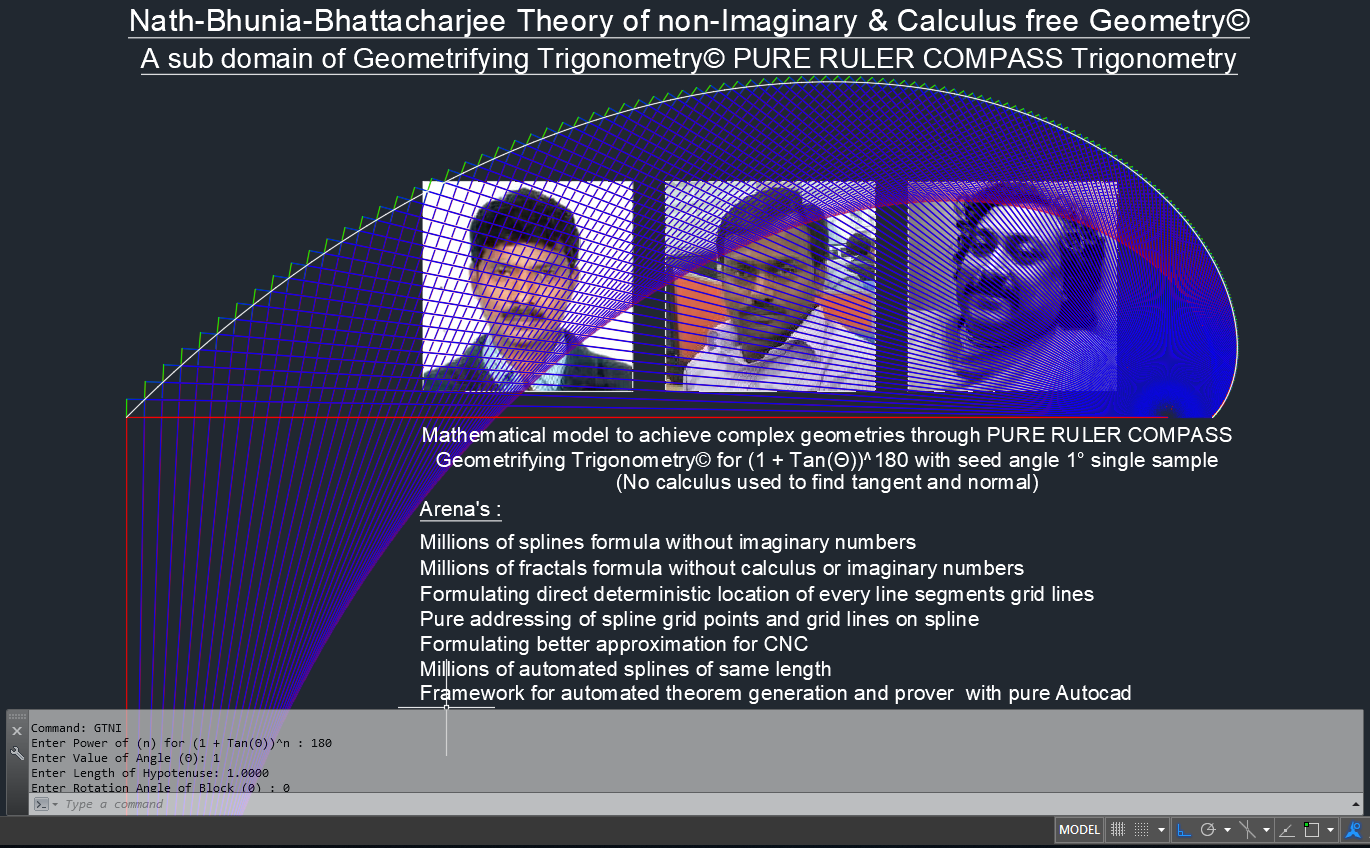 Nath-Bhunia-Bhattacharjee Theory of non-Imaginary & Calculus free Geometry©
A sub domain of Geometrifying Trigonometry© PURE RULER COMPASS Trigonometry
Mathematical model to achieve complex geometries through PURE RULER COMPASS
Geometrifying Trigonometry© for (1 + Tan(Θ))^180 with seed angle 1° single sample
(No calculus used to find tangent and normal)
Arena's :
Millions of splines formula without imaginary numbers
Millions of fractals formula without calculus or imaginary numbers
Formulating direct deterministic location of every line segments grid lines
Pure addressing of spline grid points and grid lines on spline
Formulating better approximation for CNC
Millions of automated splines of same length
Framework for automated theorem generation and prover with pure Autocad
Command: GTNI
Enter Power of (n) for (1 + Tan(Θ))^n : 180
Enter Value of Angle (Θ): 1
Enter Length of Hypotenuse: 1.0000
Enter Rotation Angle of Block (Θ) : 0
Type a command
MODEL